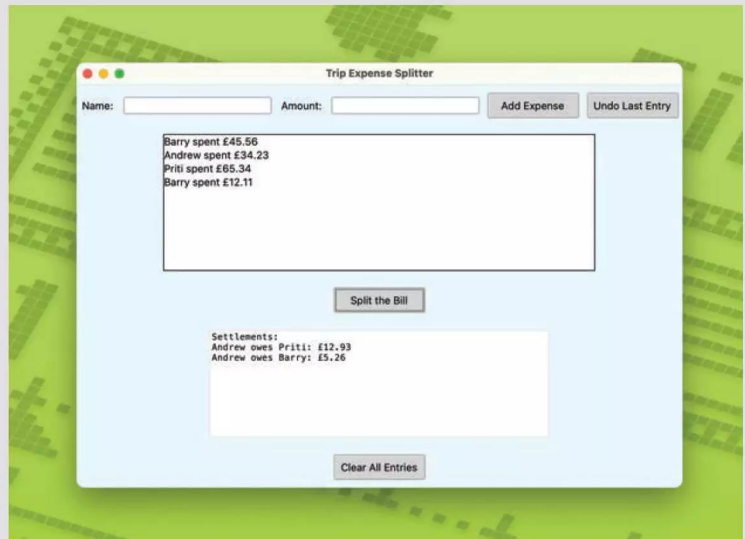 Trip Expense Splitter
Name: Amount: Add Expense Undo Last Entry
Barry spent £45.56
Andrew spent £34.23
Priti spent £65.34
Barry spent £12.11
Split the Bill
Settlements:
Andrew owes Priti: £12.93
Andrew owes Barry: £5.26
Clear All Entries